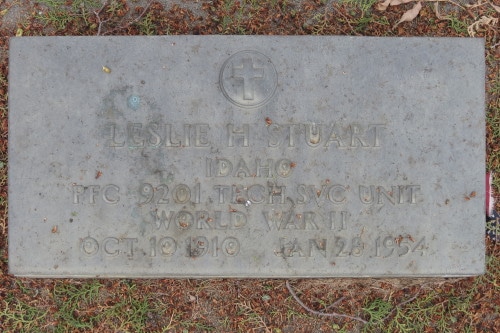 LESLIE H STUART
IDAHO
PFC 9201 TECH SVC UNIT
WORLD WAR II
OCT 10 1910 JAN 28 1954